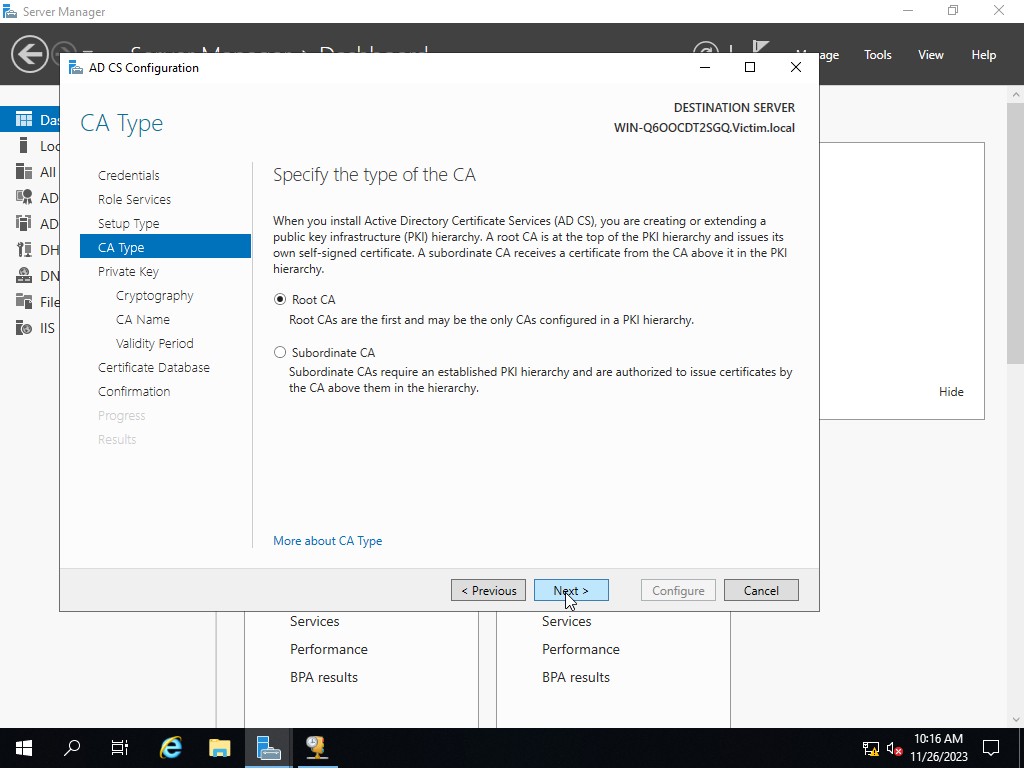 Server Manager
Manage
Tools
View
Help
AD CS Configuration
CA Type
DESTINATION SERVER
WIN-Q6OOCDT2SGQ.Victim.local
Das
Loc
All
AD
AD
DH
DN
File
IIS
Credentials
Role Services
Setup Type
CA Type
Private Key
Cryptography
CA Name
Validity Period
Certificate Database
Confirmation
Progress
Results
Specify the type of the CA
When you install Active Directory Certificate Services (AD CS), you are creating or extending a
public key infrastructure (PKI) hierarchy. A root CA is at the top of the PKI hierarchy and issues its
own self-signed certificate. A subordinate CA receives a certificate from the CA above it in the PKI
hierarchy.
Root CA
Root CAs are the first and may be the only CAs configured in a PKI hierarchy.
Subordinate CA
Subordinate CAs require an established PKI hierarchy and are authorized to issue certificates by
the CA above them in the hierarchy.
More about CA Type
Hide
< Previous
Next >
Configure
Cancel
Services
Performance
BPA results
Services
Performance
BPA results
10:16 AM
11/26/2023